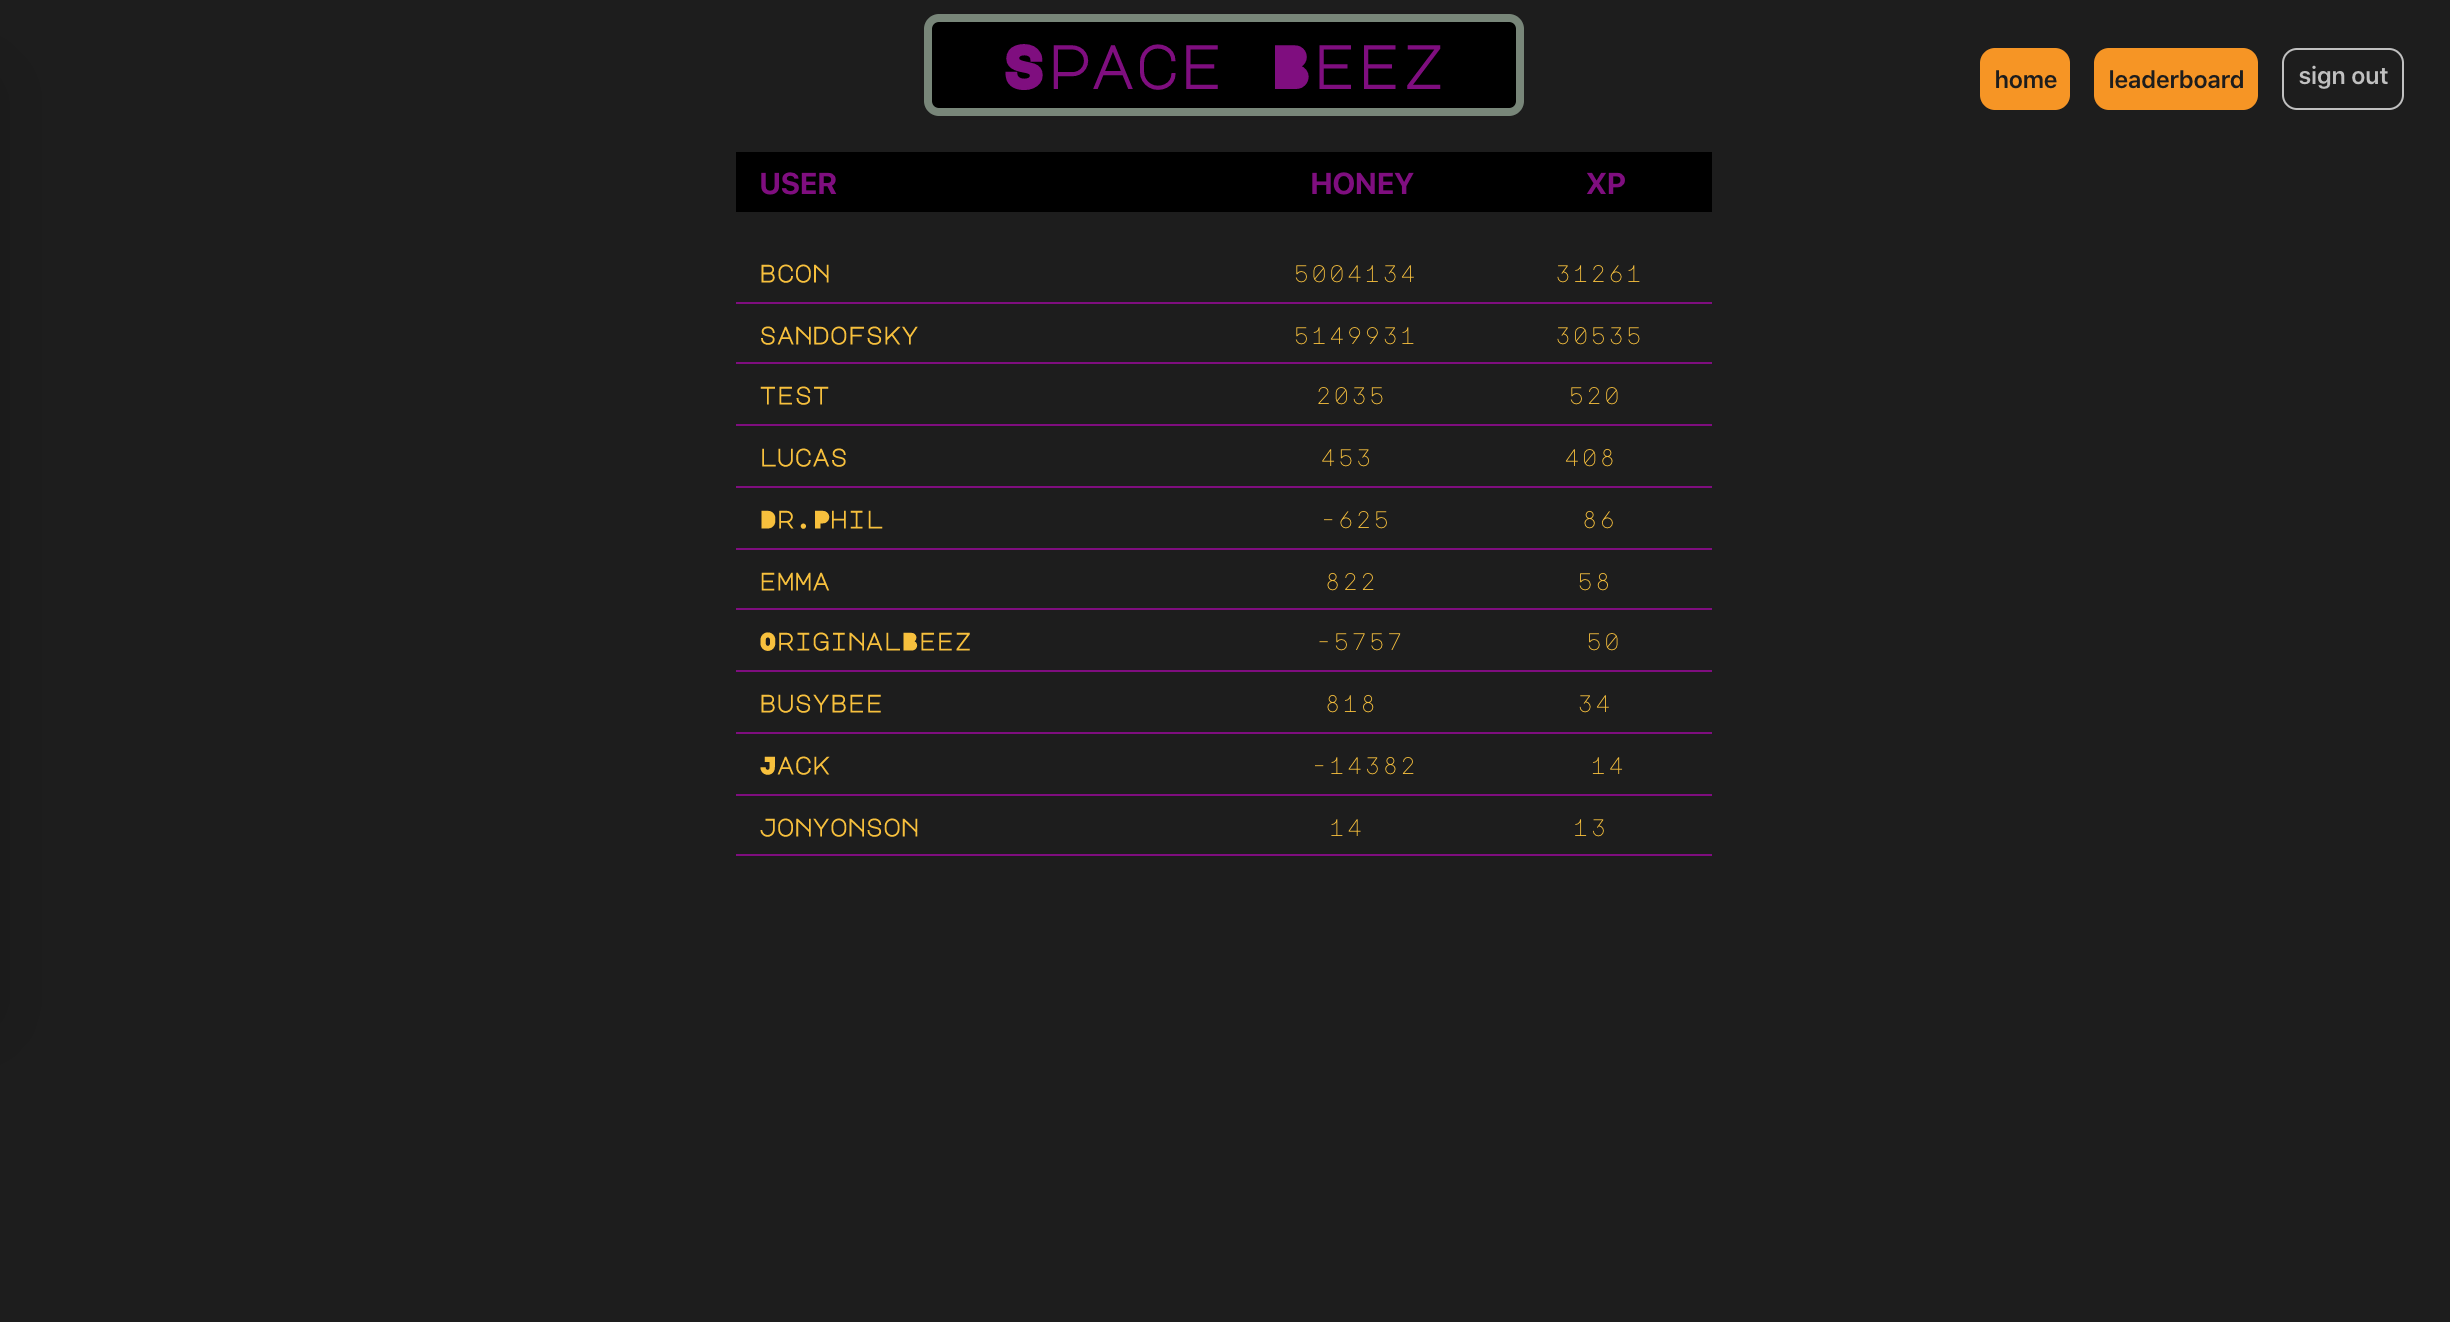 Space Beez
home leaderboard sign out
USER HONEY XP
bcon 5004134 31261
sandofsky 5149931 30535
test 2035 520
lucas 453 408
Dr.Phil -625 86
emma 822 58
OriginalBeez -5757 50
busybee 818 34
Jack -14382 14
jonyonson 14 13